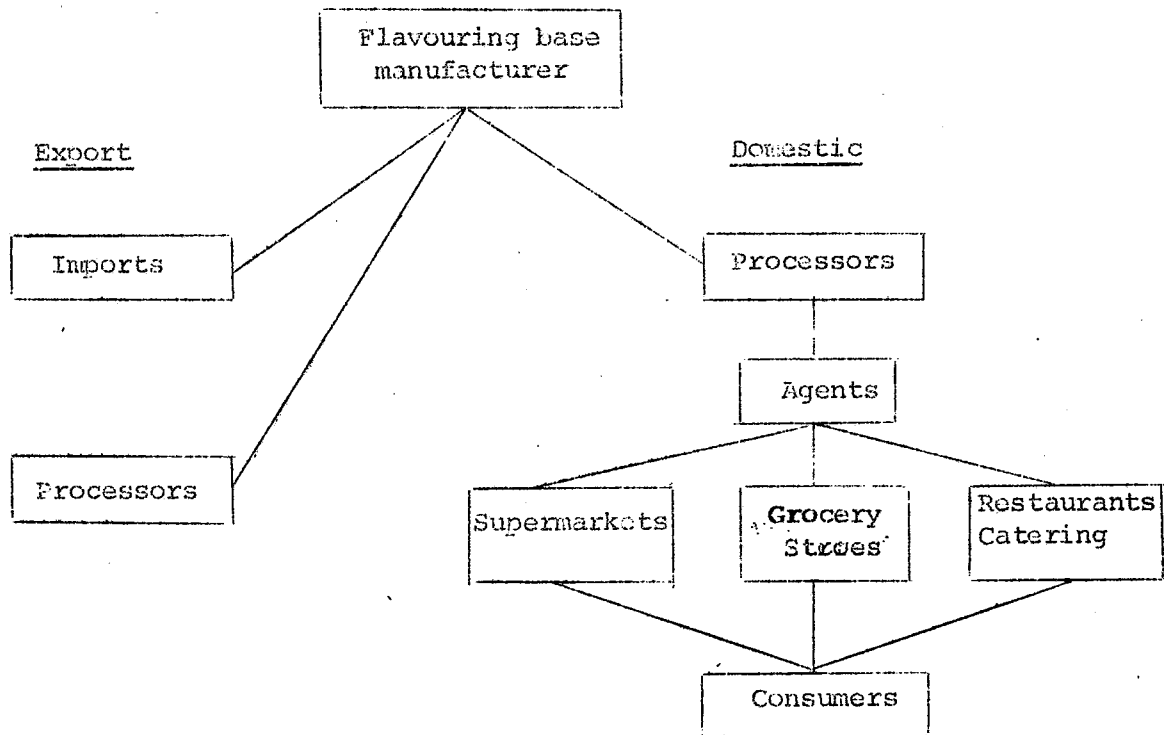 Flavouring base
manufacturer
Export
Domestic
Imports
Processors
Agents
Processors
Supermarkets
Grocery
Stroes
Restaurants
Catering
Consumers